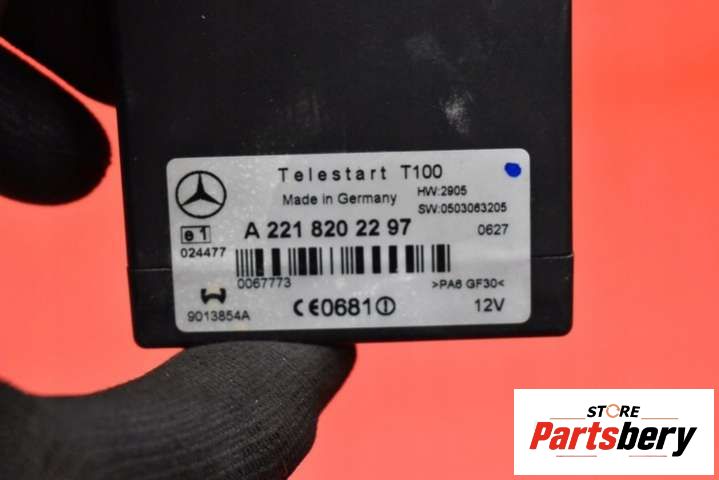 Telestart T100
HW:2905
Made in Germany
SW:0503063205
A 221 820 22 97
0627
e1
024477
0067773
>PA6 GF30<
9013854A
CE0681
12V
STORE
Partsbery